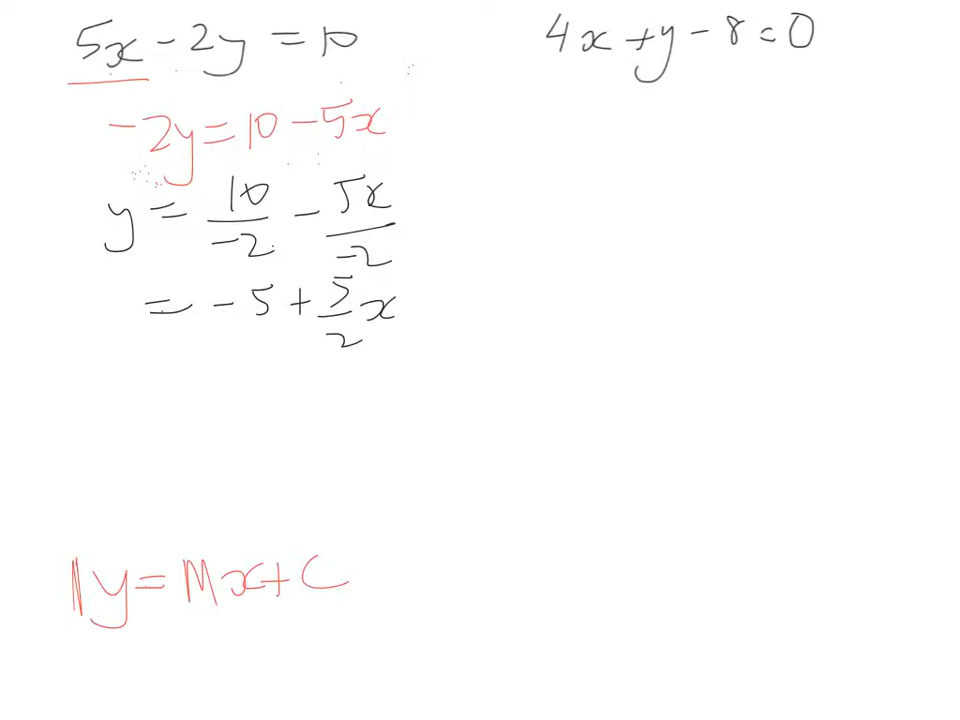 5x - 2y = 10
-2y = 10 - 5x
y = 10/-2 - 5x/-2
= -5 + 5/2 x
y = Mx + C
4x + y - 8 = 0